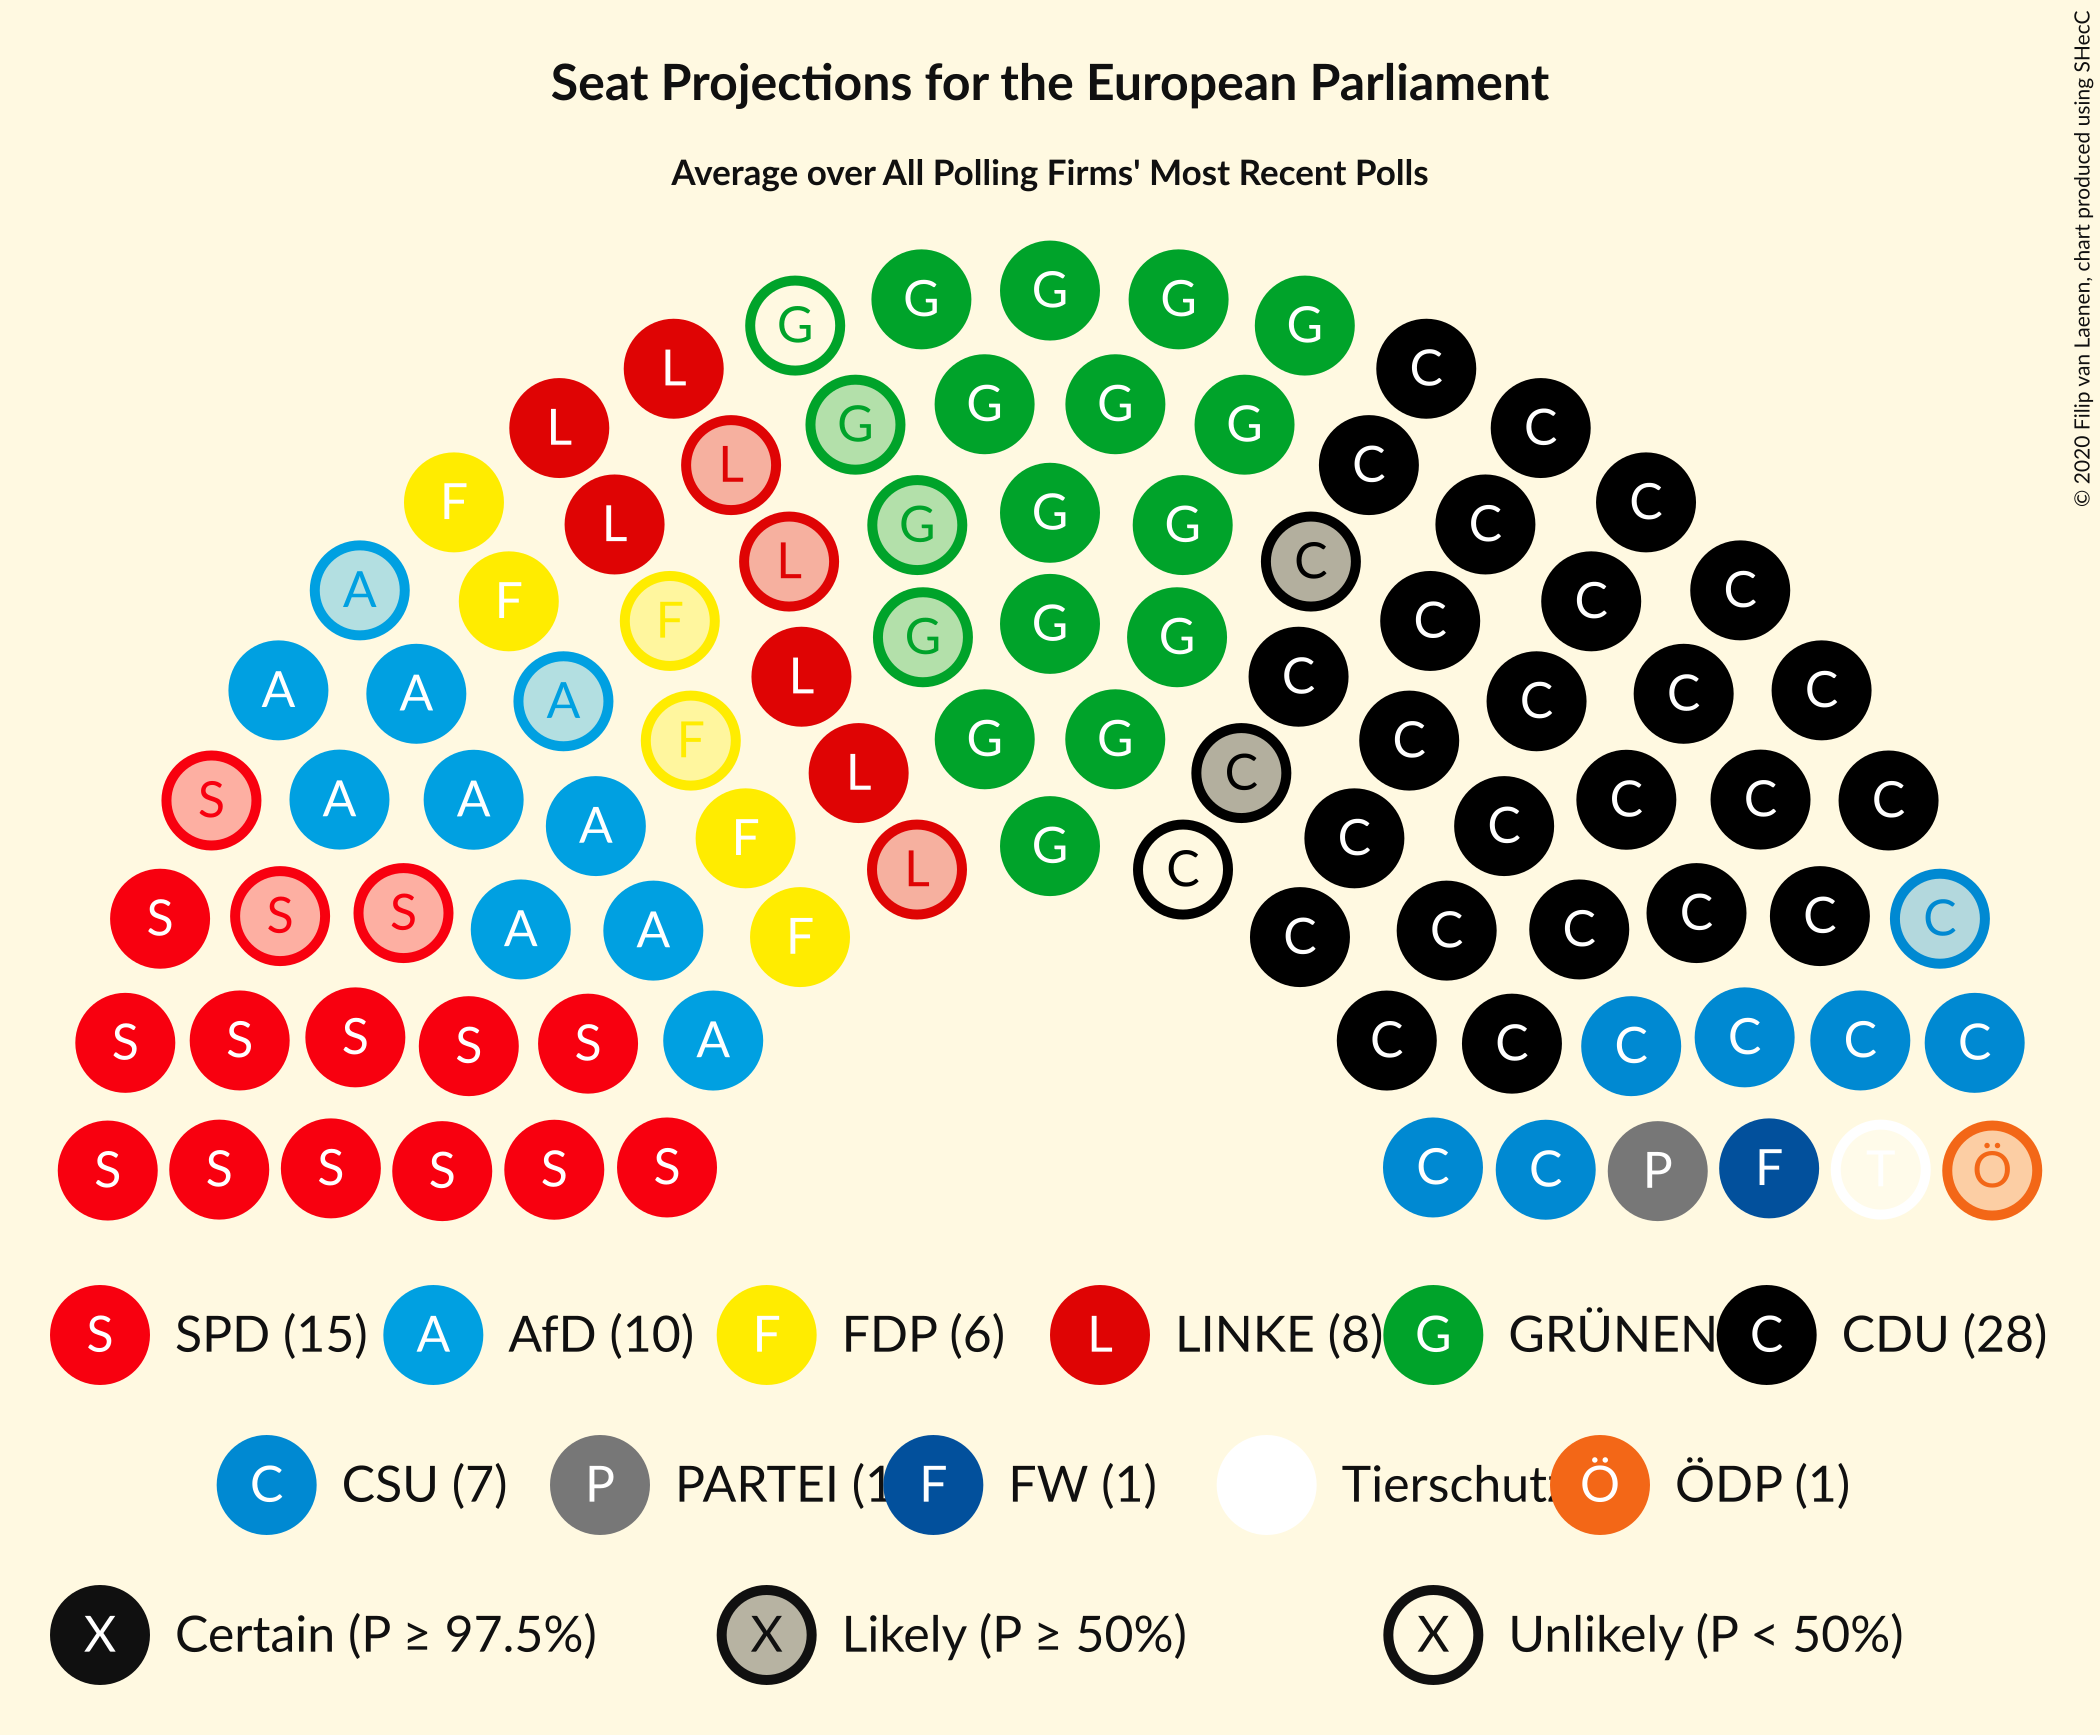 Seat Projections for the European Parliament
Average over All Polling Firms' Most Recent Polls
© 2020 Filip van Laenen, chart produced using SHecC
G G G G G
L C
L G G G G C
L C
F L G G G C C
L C
A F C C
F G G G C
A A A L C C C C
F L G G C C
S A A A F G C C C C C
L C
S S S A A F C C C C C C
S S S S S A C C C C C C
S S S S S S C C P F T Ö
S SPD (15) A AfD (10) F FDP (6) L LINKE (8) G GRÜNEN C CDU (28)
C CSU (7) P PARTEI (1 F FW (1) Tierschutz Ö ÖDP (1)
X Certain (P ≥ 97.5%) X Likely (P ≥ 50%) X Unlikely (P < 50%)